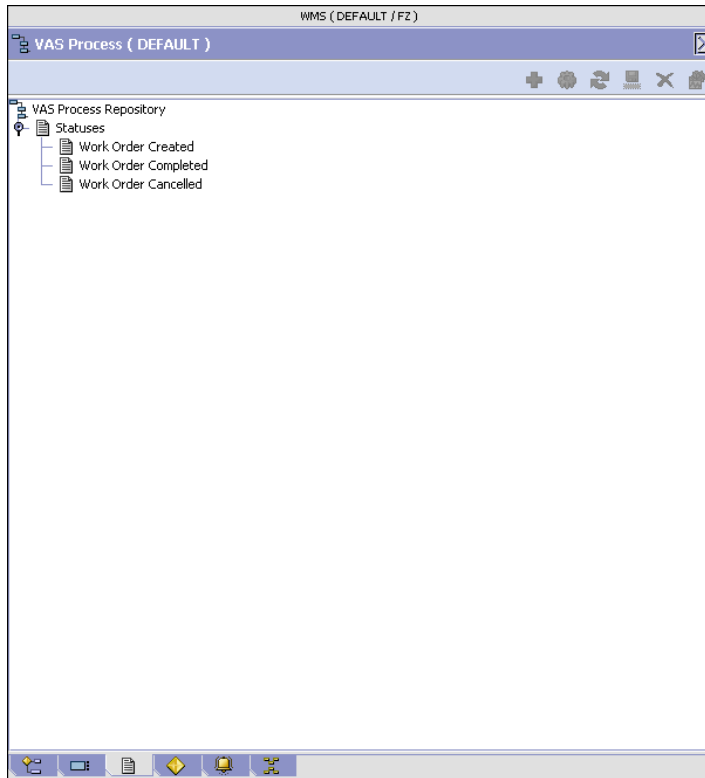 WMS ( DEFAULT / FZ )
VAS Process ( DEFAULT )
VAS Process Repository
Statuses
Work Order Created
Work Order Completed
Work Order Cancelled